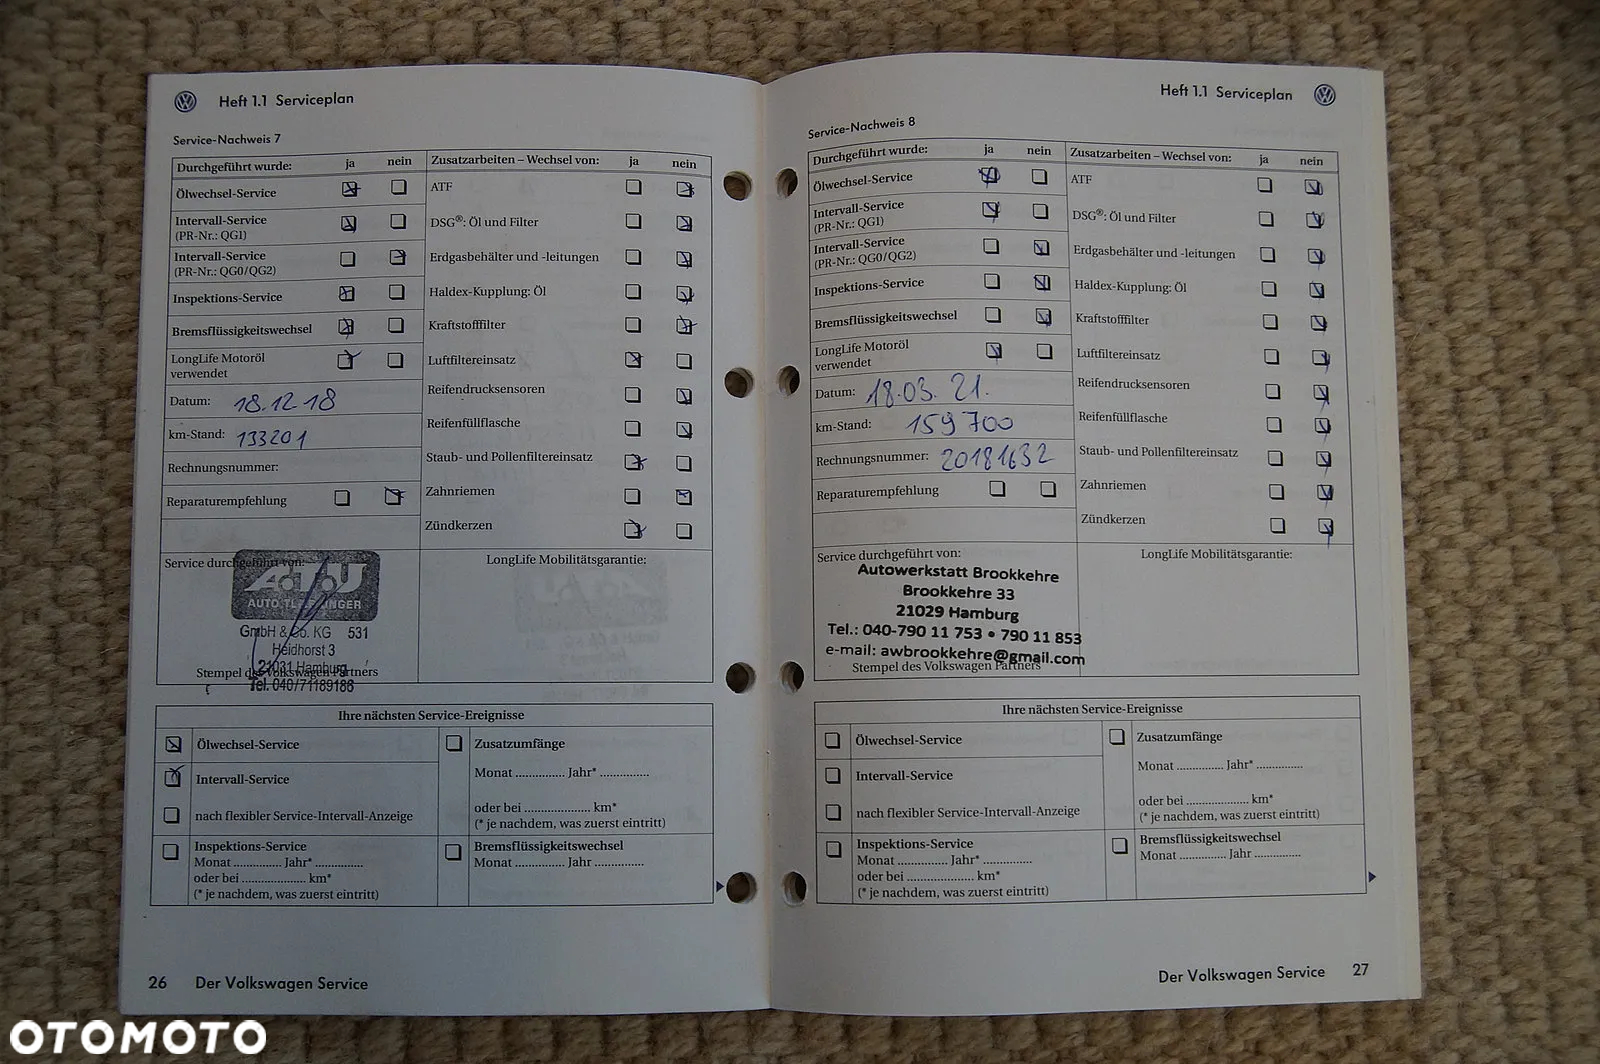 Heft 1.1 Serviceplan
Service-Nachweis 7
Durchgeführt wurde: ja nein
Ölwechsel-Service
Intervall-Service
(PR-Nr.: QG1)
Intervall-Service
(PR-Nr.: QG0/QG2)
Inspektions-Service
Bremsflüssigkeitswechsel
LongLife Motoröl
verwendet
Datum: 18.12 18
km-Stand: 133201
Rechnungsnummer:
Reparaturempfehlung
Zusatzarbeiten – Wechsel von: ja nein
ATF
DSG®: Öl und Filter
Erdgasbehälter und -leitungen
Haldex-Kupplung: Öl
Kraftstofffilter
Luftfiltereinsatz
Reifendrucksensoren
Reifenfüllflasche
Staub- und Pollenfiltereinsatz
Zahnriemen
Zündkerzen
Service durchgeführt von:
A.T.U
AUTO.TEILE.UNGER
GmbH & Co. KG 531
Heidhorst 3
21031 Hamburg
Stempel des Volkswagen Partners
Tel. 040/71189186
LongLife Mobilitätsgarantie:
Ihre nächsten Service-Ereignisse
Ölwechsel-Service
Intervall-Service
nach flexibler Service-Intervall-Anzeige
Inspektions-Service
Monat .............. Jahr* ..............
oder bei .................... km*
(* je nachdem, was zuerst eintritt)
Zusatzumfänge
Monat .............. Jahr* ..............
oder bei .................... km*
(* je nachdem, was zuerst eintritt)
Bremsflüssigkeitswechsel
Monat .............. Jahr ..............
26 Der Volkswagen Service
Heft 1.1 Serviceplan
Service-Nachweis 8
Durchgeführt wurde: ja nein
Ölwechsel-Service
Intervall-Service
(PR-Nr.: QG1)
Intervall-Service
(PR-Nr.: QG0/QG2)
Inspektions-Service
Bremsflüssigkeitswechsel
LongLife Motoröl
verwendet
Datum: 18.03.21.
km-Stand: 159700
Rechnungsnummer: 20181632
Reparaturempfehlung
Zusatzarbeiten – Wechsel von: ja nein
ATF
DSG®: Öl und Filter
Erdgasbehälter und -leitungen
Haldex-Kupplung: Öl
Kraftstofffilter
Luftfiltereinsatz
Reifendrucksensoren
Reifenfüllflasche
Staub- und Pollenfiltereinsatz
Zahnriemen
Zündkerzen
Service durchgeführt von:
Autowerkstatt Brookkehre
Brookkehre 33
21029 Hamburg
Tel.: 040-790 11 753 • 790 11 853
e-mail: awbrookkehre@gmail.com
Stempel des Volkswagen Partners
LongLife Mobilitätsgarantie:
Ihre nächsten Service-Ereignisse
Ölwechsel-Service
Intervall-Service
nach flexibler Service-Intervall-Anzeige
Inspektions-Service
Monat .............. Jahr* ..............
oder bei .................... km*
(* je nachdem, was zuerst eintritt)
Zusatzumfänge
Monat .............. Jahr* ..............
oder bei .................... km*
(* je nachdem, was zuerst eintritt)
Bremsflüssigkeitswechsel
Monat .............. Jahr ..............
Der Volkswagen Service 27
OTOMOTO